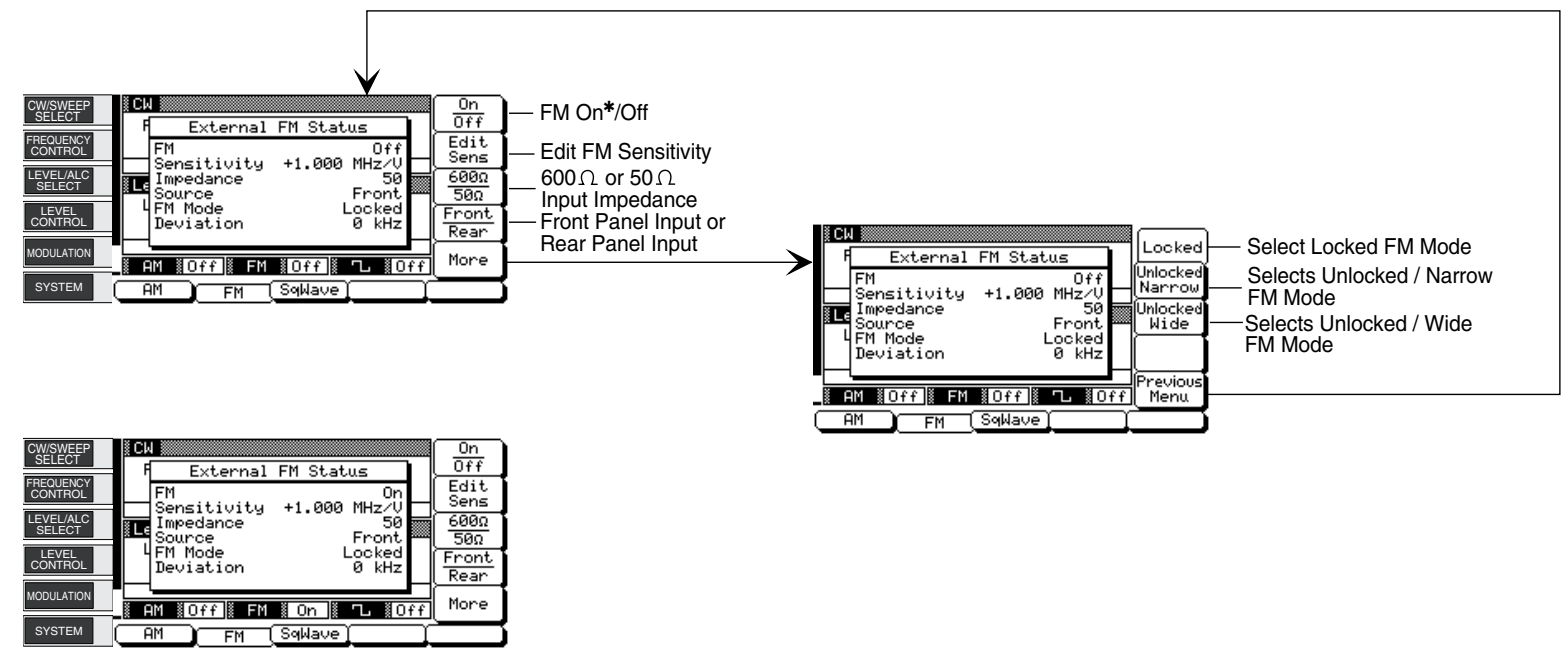 CW/SWEEP
SELECT
FREQUENCY
CONTROL
LEVEL/ALC
SELECT
LEVEL
CONTROL
MODULATION
SYSTEM
CW
F
External FM Status
FM Off
Sensitivity +1.000 MHz/V
Impedance 50
Source Front
FM Mode Locked
Deviation 0 kHz
Le
L
AM Off FM Off Off
AM FM SqWave
On
Off
Edit
Sens
600Ω
50Ω
Front
Rear
More
FM On*/Off
Edit FM Sensitivity
600 Ω or 50 Ω
Input Impedance
Front Panel Input or
Rear Panel Input
CW
F
External FM Status
FM Off
Sensitivity +1.000 MHz/V
Impedance 50
Source Front
FM Mode Locked
Deviation 0 kHz
Le
L
AM Off FM Off Off
AM FM SqWave
Locked
Unlocked
Narrow
Unlocked
Wide
Previous
Menu
Select Locked FM Mode
Selects Unlocked / Narrow
FM Mode
Selects Unlocked / Wide
FM Mode
CW/SWEEP
SELECT
FREQUENCY
CONTROL
LEVEL/ALC
SELECT
LEVEL
CONTROL
MODULATION
SYSTEM
CW
F
External FM Status
FM On
Sensitivity +1.000 MHz/V
Impedance 50
Source Front
FM Mode Locked
Deviation 0 kHz
Le
L
AM Off FM On Off
AM FM SqWave
On
Off
Edit
Sens
600Ω
50Ω
Front
Rear
More